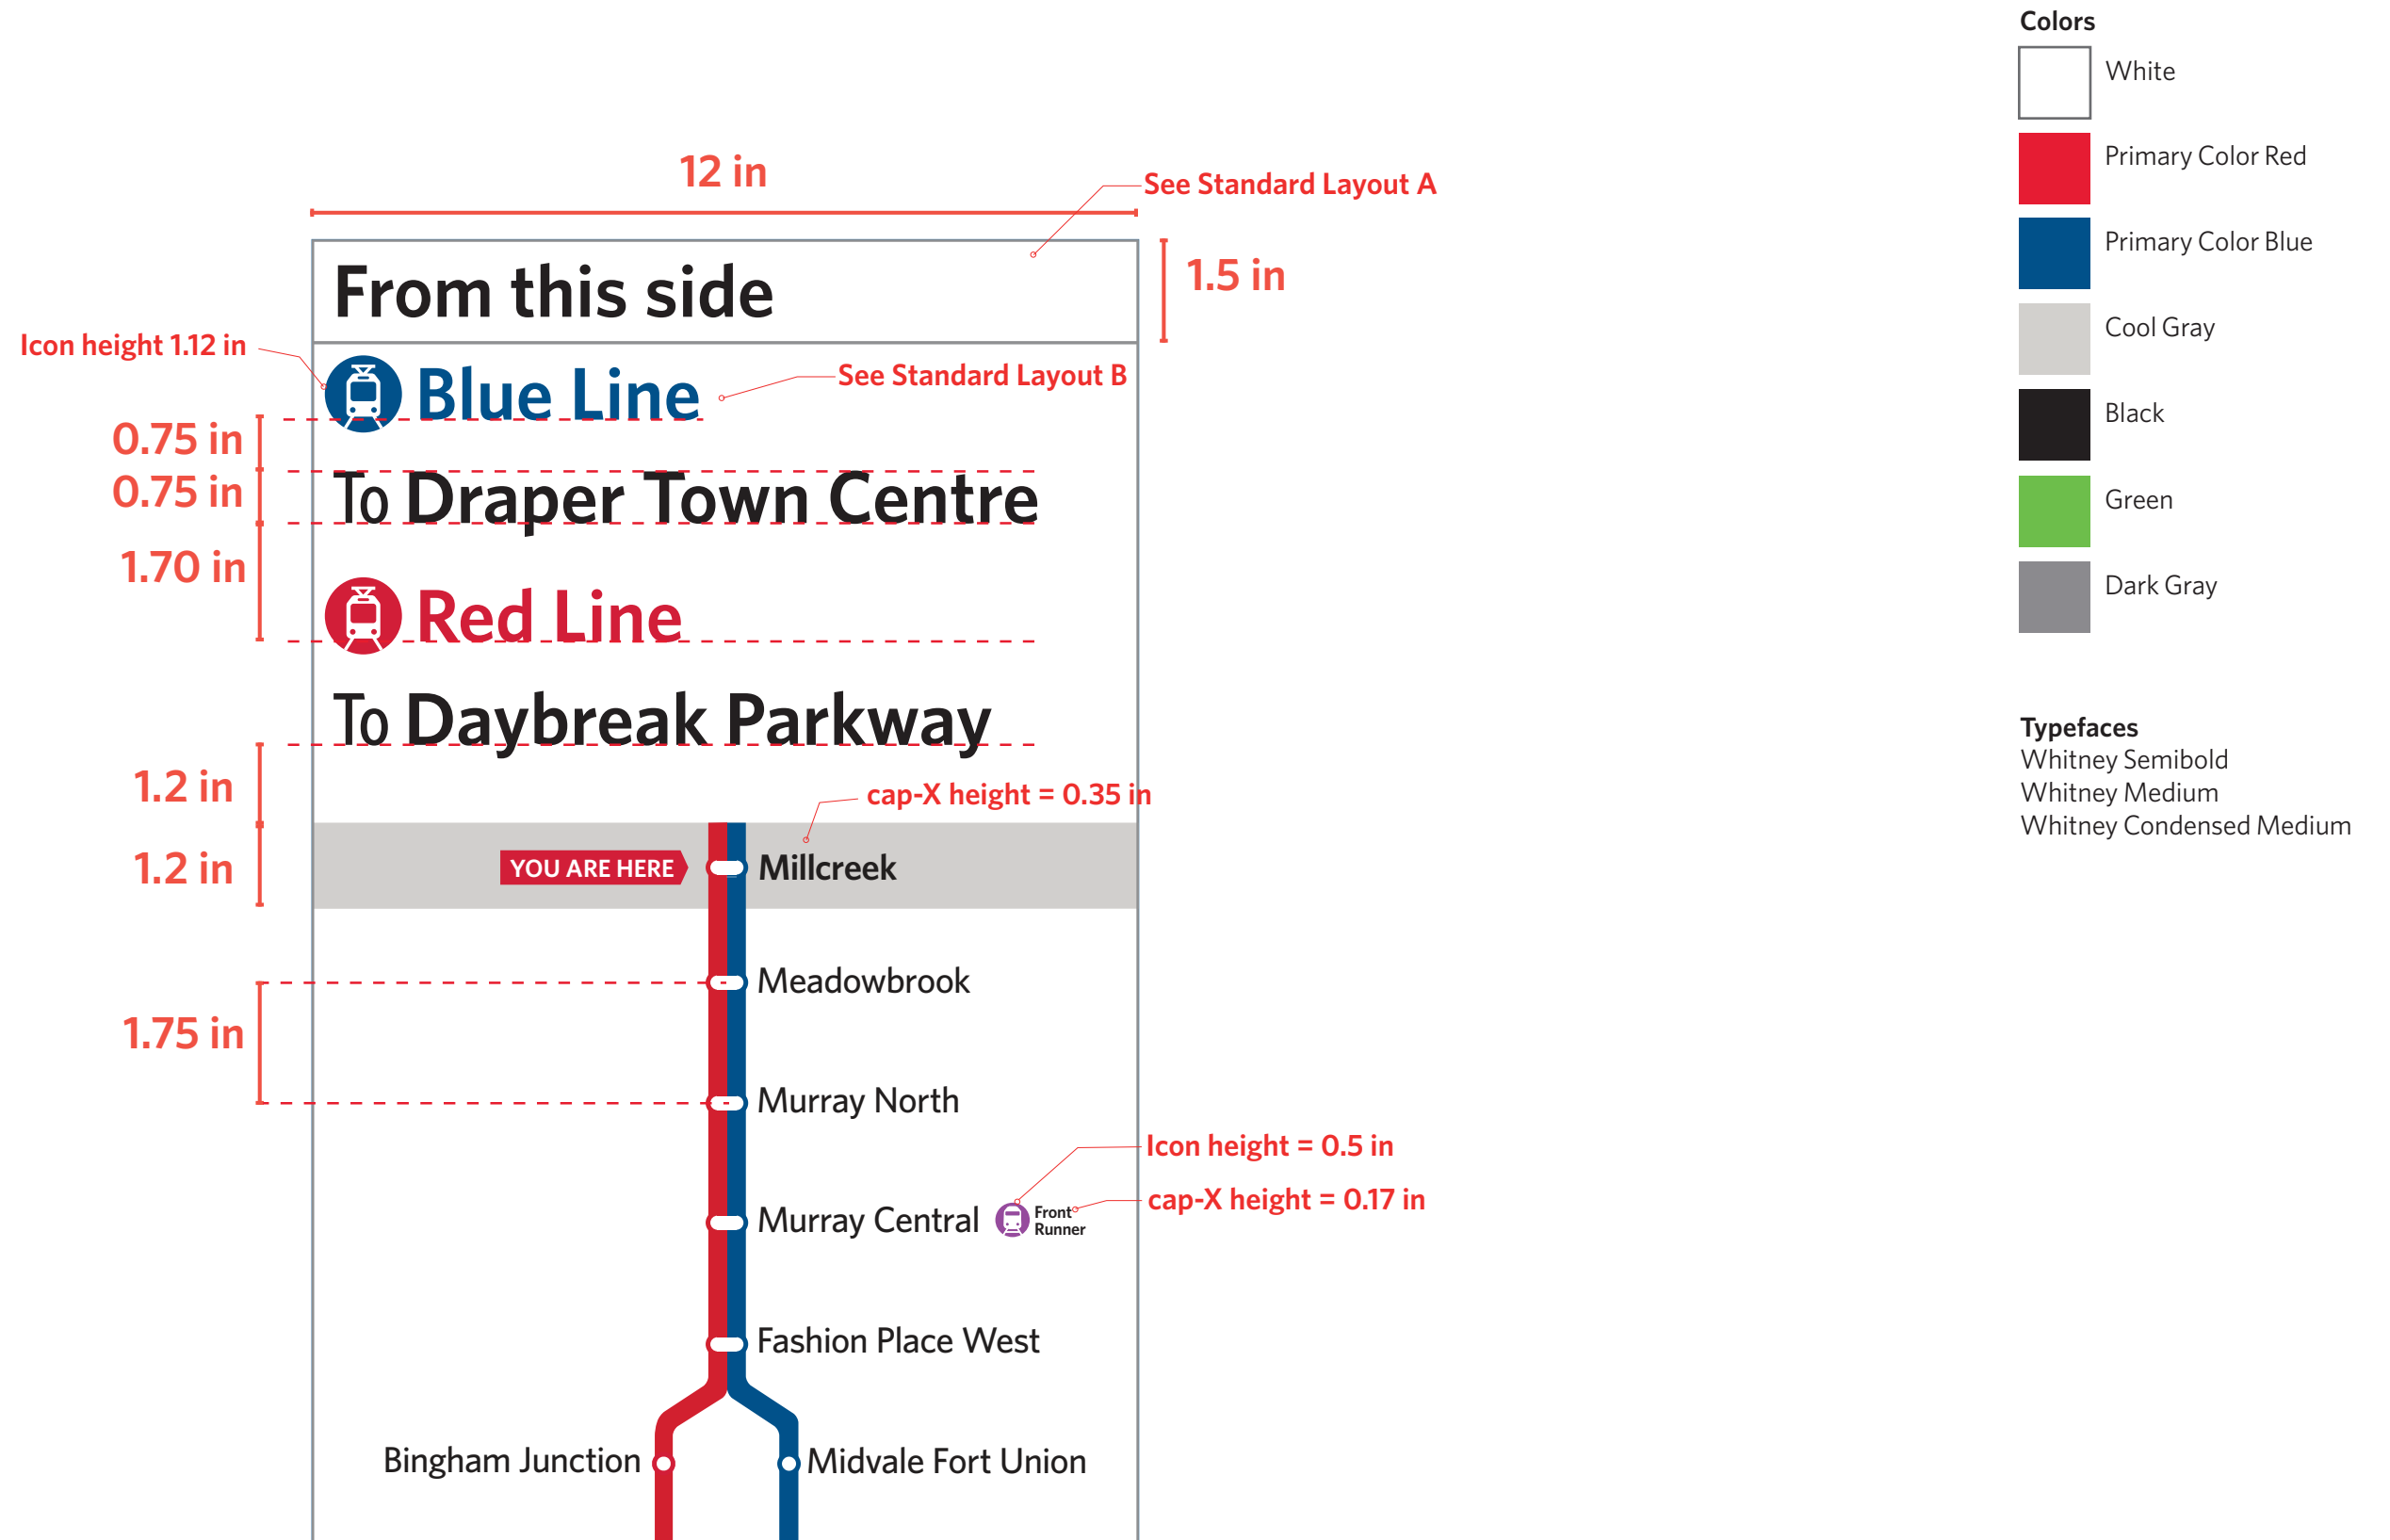 Colors
White
Primary Color Red
Primary Color Blue
Cool Gray
Black
Green
Dark Gray
Typefaces
Whitney Semibold
Whitney Medium
Whitney Condensed Medium
12 in
See Standard Layout A
1.5 in
From this side
Icon height 1.12 in
Blue Line
See Standard Layout B
0.75 in
0.75 in
To Draper Town Centre
1.70 in
Red Line
To Daybreak Parkway
1.2 in
cap-X height = 0.35 in
1.2 in
YOU ARE HERE
Millcreek
Meadowbrook
1.75 in
Murray North
Icon height = 0.5 in
cap-X height = 0.17 in
Murray Central
Front
Runner
Fashion Place West
Bingham Junction
Midvale Fort Union